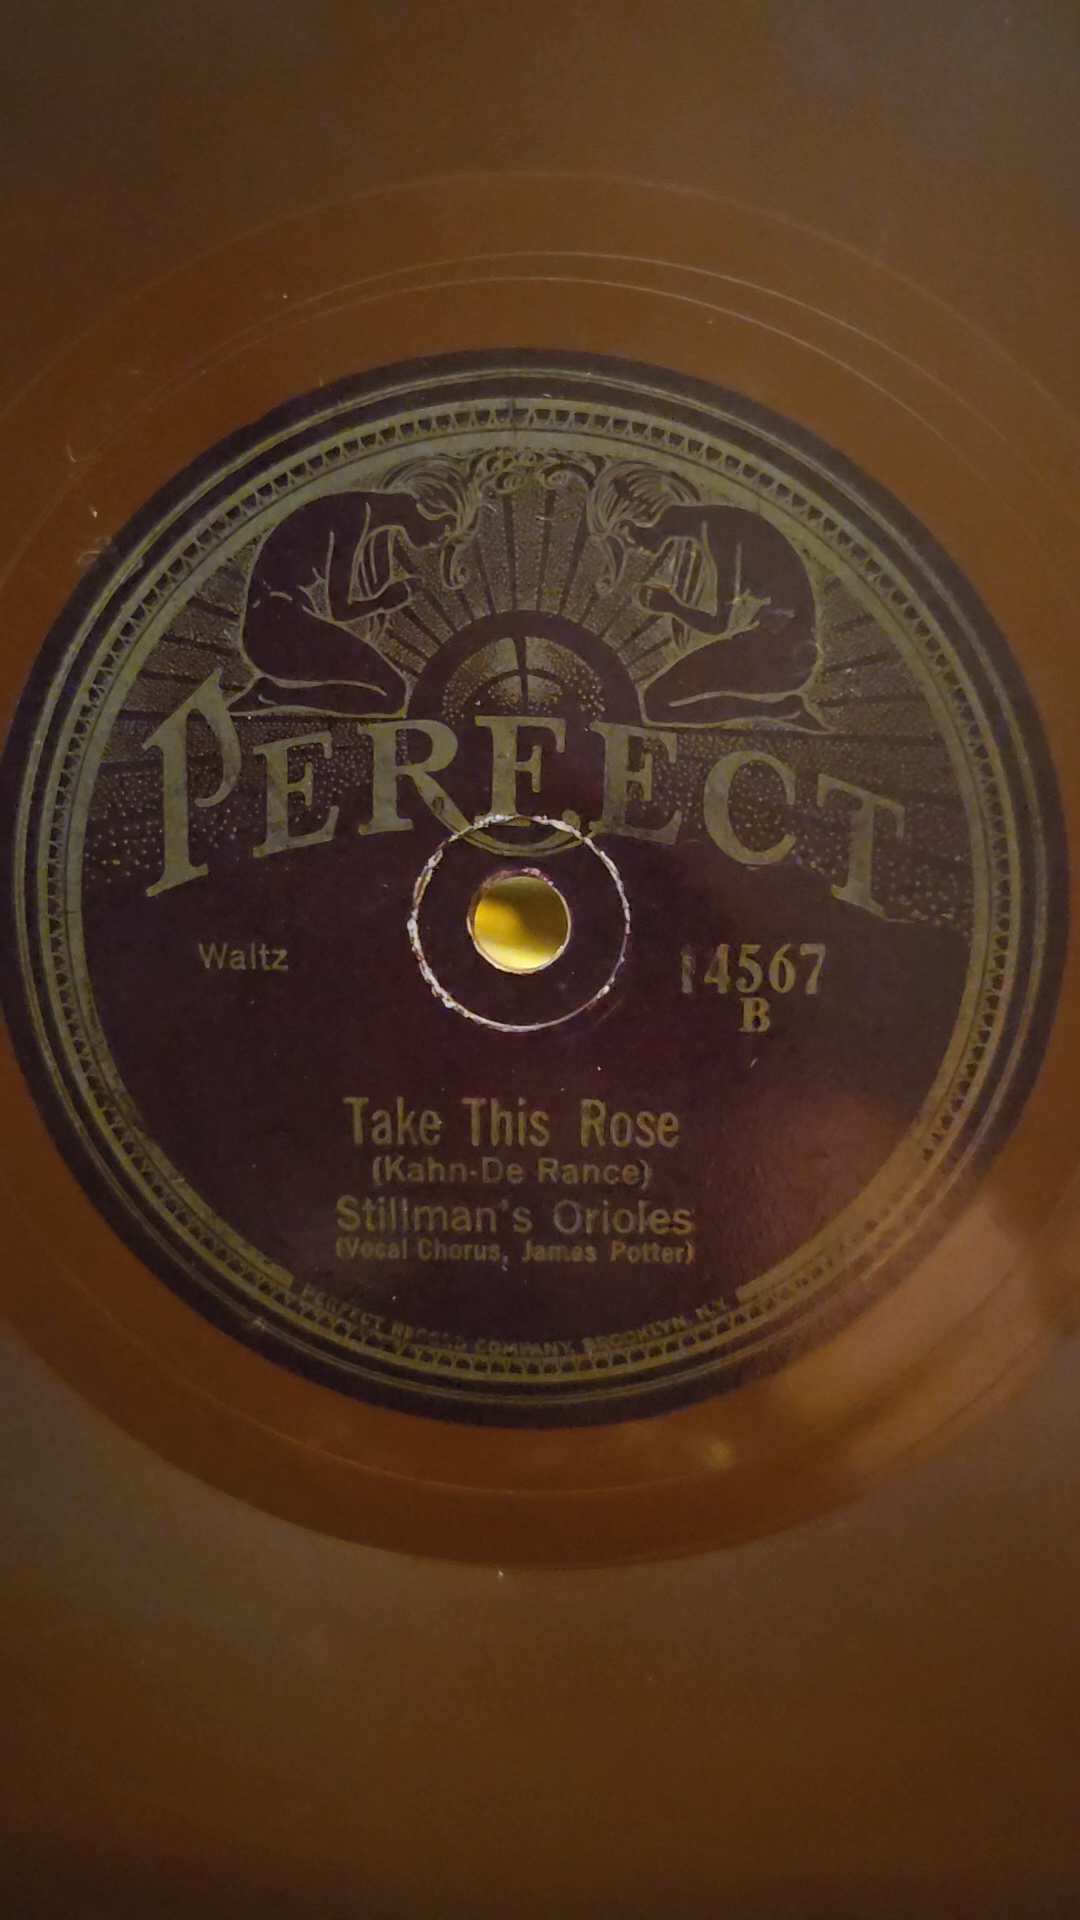 PERFECT
Waltz
14567
B
Take This Rose
(Kahn-De Rance)
Stillman's Orioles
(Vocal Chorus, James Potter)
PERFECT RECORD COMPANY, BROOKLYN, N.Y.